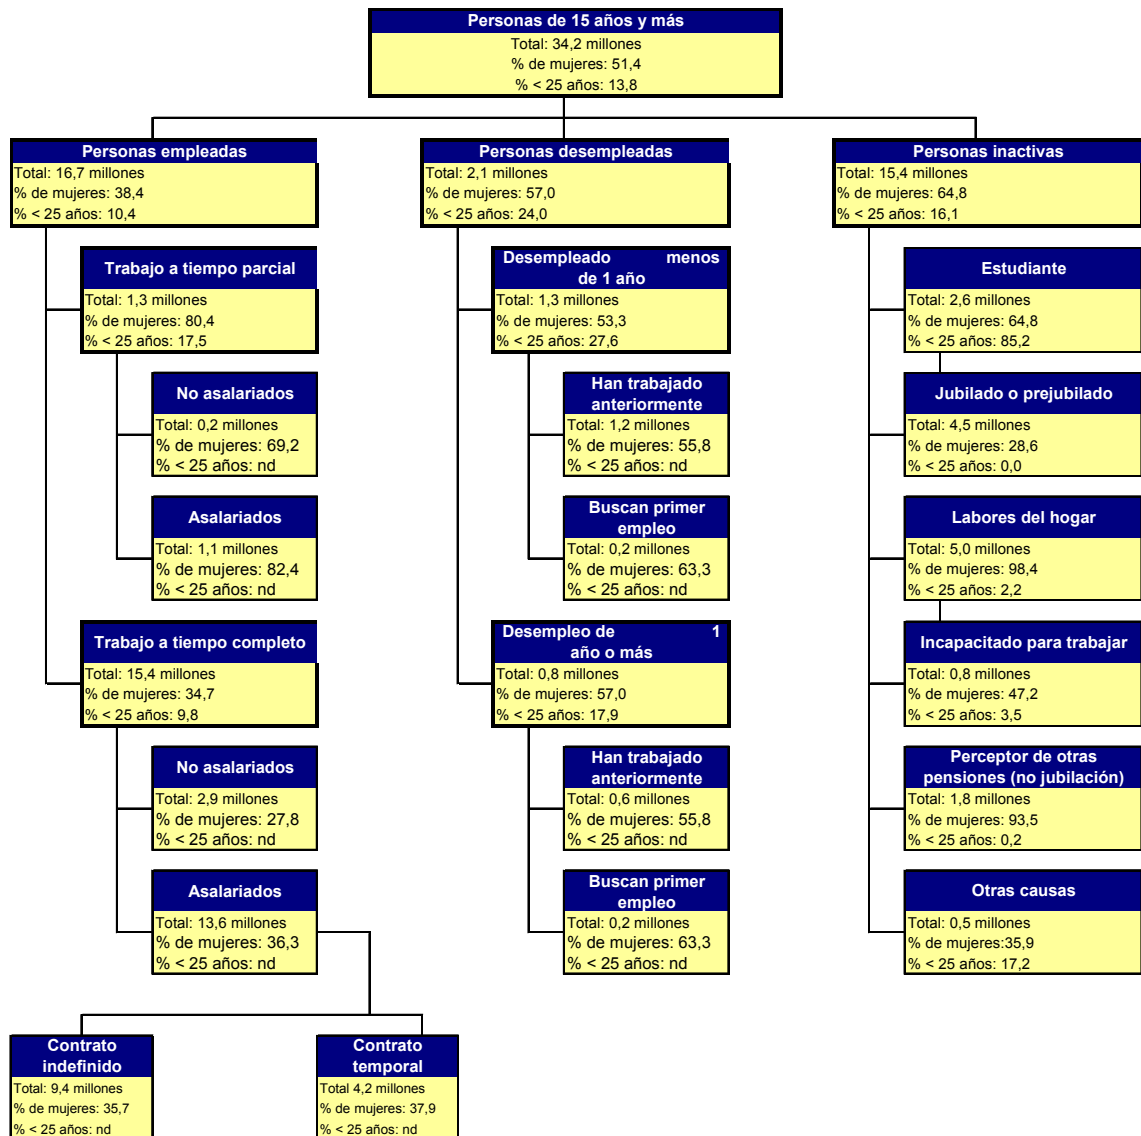 Personas de 15 años y más
Total: 34,2 millones
% de mujeres: 51,4
% < 25 años: 13,8
Personas empleadas
Total: 16,7 millones
% de mujeres: 38,4
% < 25 años: 10,4
Trabajo a tiempo parcial
Total: 1,3 millones
% de mujeres: 80,4
% < 25 años: 17,5
No asalariados
Total: 0,2 millones
% de mujeres: 69,2
% < 25 años: nd
Asalariados
Total: 1,1 millones
% de mujeres: 82,4
% < 25 años: nd
Trabajo a tiempo completo
Total: 15,4 millones
% de mujeres: 34,7
% < 25 años: 9,8
No asalariados
Total: 2,9 millones
% de mujeres: 27,8
% < 25 años: nd
Asalariados
Total: 13,6 millones
% de mujeres: 36,3
% < 25 años: nd
Contrato
indefinido
Total: 9,4 millones
% de mujeres: 35,7
% < 25 años: nd
Contrato
temporal
Total 4,2 millones
% de mujeres: 37,9
% < 25 años: nd
Personas desempleadas
Total: 2,1 millones
% de mujeres: 57,0
% < 25 años: 24,0
Desempleado menos
de 1 año
Total: 1,3 millones
% de mujeres: 53,3
% < 25 años: 27,6
Han trabajado
anteriormente
Total: 1,2 millones
% de mujeres: 55,8
% < 25 años: nd
Buscan primer
empleo
Total: 0,2 millones
% de mujeres: 63,3
% < 25 años: nd
Desempleo de 1
año o más
Total: 0,8 millones
% de mujeres: 57,0
% < 25 años: 17,9
Han trabajado
anteriormente
Total: 0,6 millones
% de mujeres: 55,8
% < 25 años: nd
Buscan primer
empleo
Total: 0,2 millones
% de mujeres: 63,3
% < 25 años: nd
Personas inactivas
Total: 15,4 millones
% de mujeres: 64,8
% < 25 años: 16,1
Estudiante
Total: 2,6 millones
% de mujeres: 64,8
% < 25 años: 85,2
Jubilado o prejubilado
Total: 4,5 millones
% de mujeres: 28,6
% < 25 años: 0,0
Labores del hogar
Total: 5,0 millones
% de mujeres: 98,4
% < 25 años: 2,2
Incapacitado para trabajar
Total: 0,8 millones
% de mujeres: 47,2
% < 25 años: 3,5
Perceptor de otras
pensiones (no jubilación)
Total: 1,8 millones
% de mujeres: 93,5
% < 25 años: 0,2
Otras causas
Total: 0,5 millones
% de mujeres:35,9
% < 25 años: 17,2